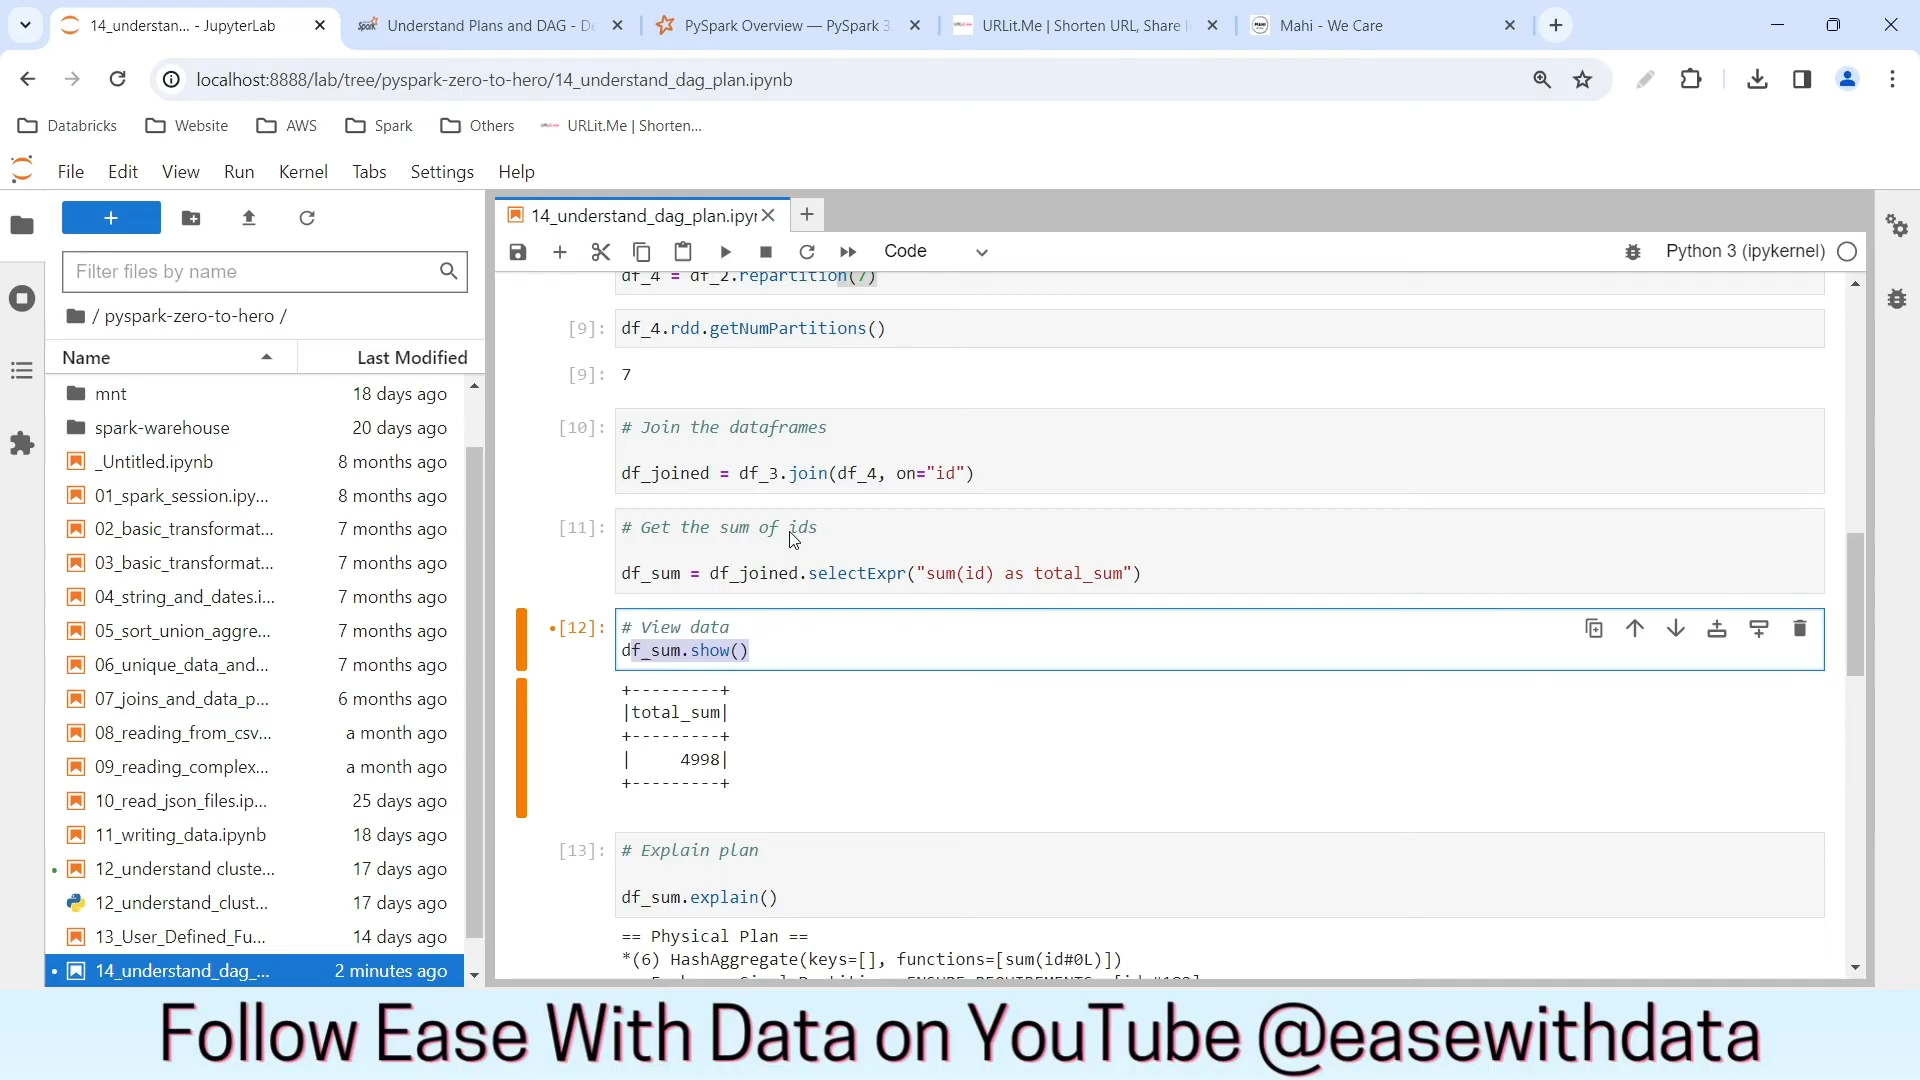 14_understan... - JupyterLab
Understand Plans and DAG - De
PySpark Overview — PySpark 3.
URLit.Me | Shorten URL, Share
Mahi - We Care
localhost:8888/lab/tree/pyspark-zero-to-hero/14_understand_dag_plan.ipynb
Databricks
Website
AWS
Spark
Others
URLit.Me | Shorten...
File
Edit
View
Run
Kernel
Tabs
Settings
Help
Filter files by name
/ pyspark-zero-to-hero /
Name
Last Modified
mnt 18 days ago
spark-warehouse 20 days ago
_Untitled.ipynb 8 months ago
01_spark_session.ipy... 8 months ago
02_basic_transformat... 7 months ago
03_basic_transformat... 7 months ago
04_string_and_dates.i... 7 months ago
05_sort_union_aggre... 7 months ago
06_unique_data_and... 7 months ago
07_joins_and_data_p... 6 months ago
08_reading_from_csv... a month ago
09_reading_complex... a month ago
10_read_json_files.ip... 25 days ago
11_writing_data.ipynb 18 days ago
12_understand cluste... 17 days ago
12_understand_clust... 17 days ago
13_User_Defined_Fu... 14 days ago
14_understand_dag_... 2 minutes ago
14_understand_dag_plan.ipyr
Code
Python 3 (ipykernel)
df_4 = df_2.repartition(7)
[9]: df_4.rdd.getNumPartitions()
[9]: 7
[10]: # Join the dataframes
df_joined = df_3.join(df_4, on="id")
[11]: # Get the sum of ids
df_sum = df_joined.selectExpr("sum(id) as total_sum")
•[12]: # View data
df_sum.show()
+---------+
|total_sum|
+---------+
|     4998|
+---------+
[13]: # Explain plan
df_sum.explain()
== Physical Plan ==
*(6) HashAggregate(keys=[], functions=[sum(id#0L)])
Follow Ease With Data on YouTube @easewithdata